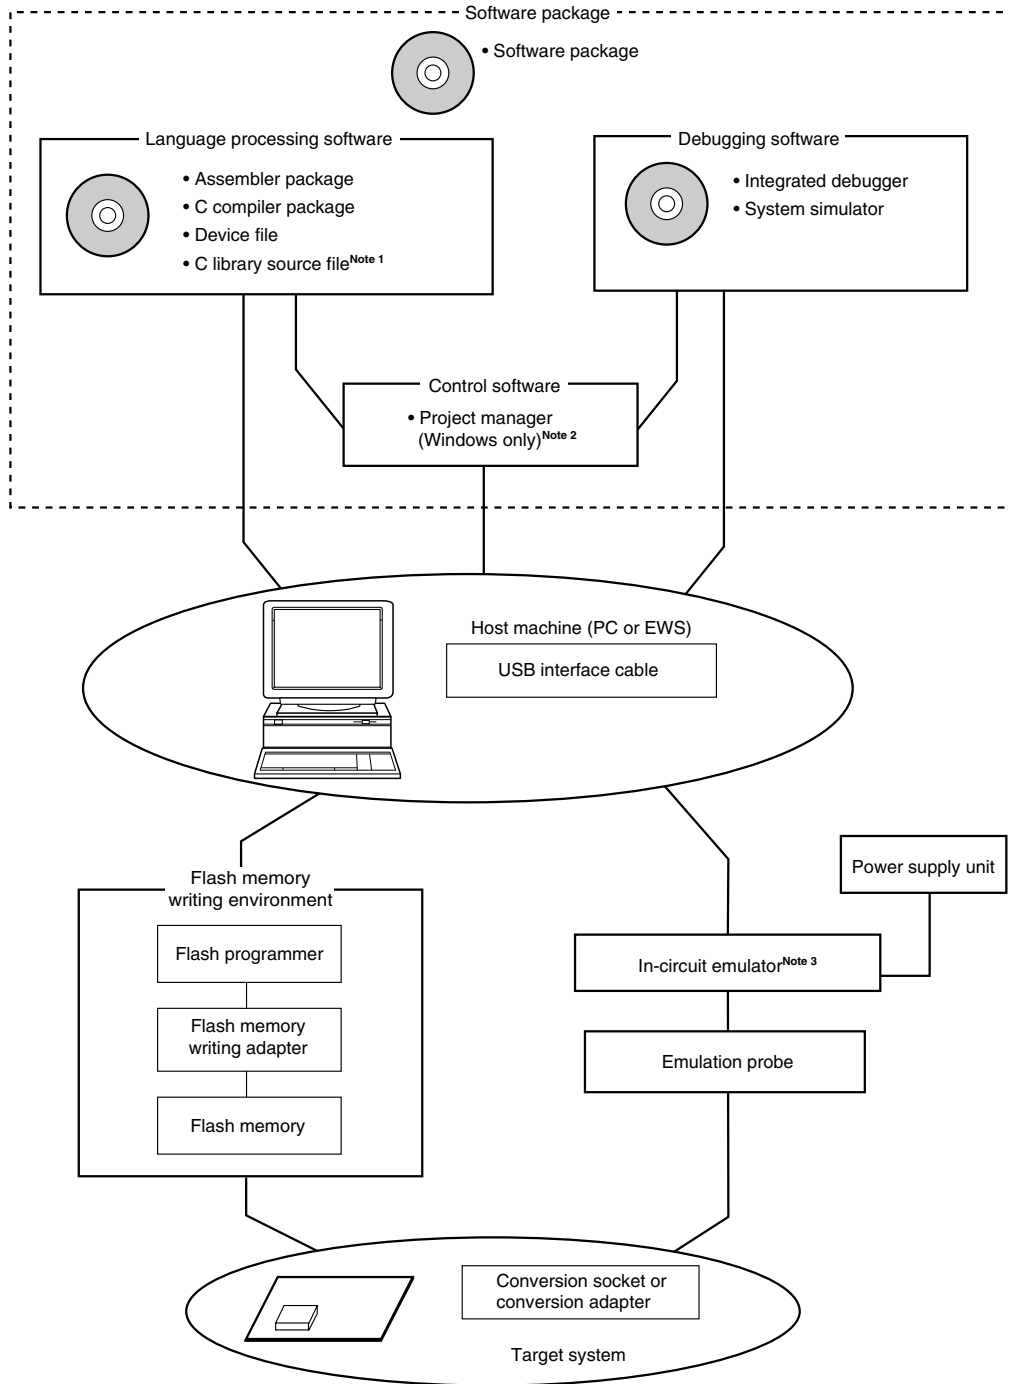 Software package
• Software package
Language processing software
• Assembler package
• C compiler package
• Device file
• C library source fileNote 1
Debugging software
• Integrated debugger
• System simulator
Control software
• Project manager
(Windows only)Note 2
Host machine (PC or EWS)
USB interface cable
Flash memory
writing environment
Flash programmer
Flash memory
writing adapter
Flash memory
Power supply unit
In-circuit emulatorNote 3
Emulation probe
Conversion socket or
conversion adapter
Target system